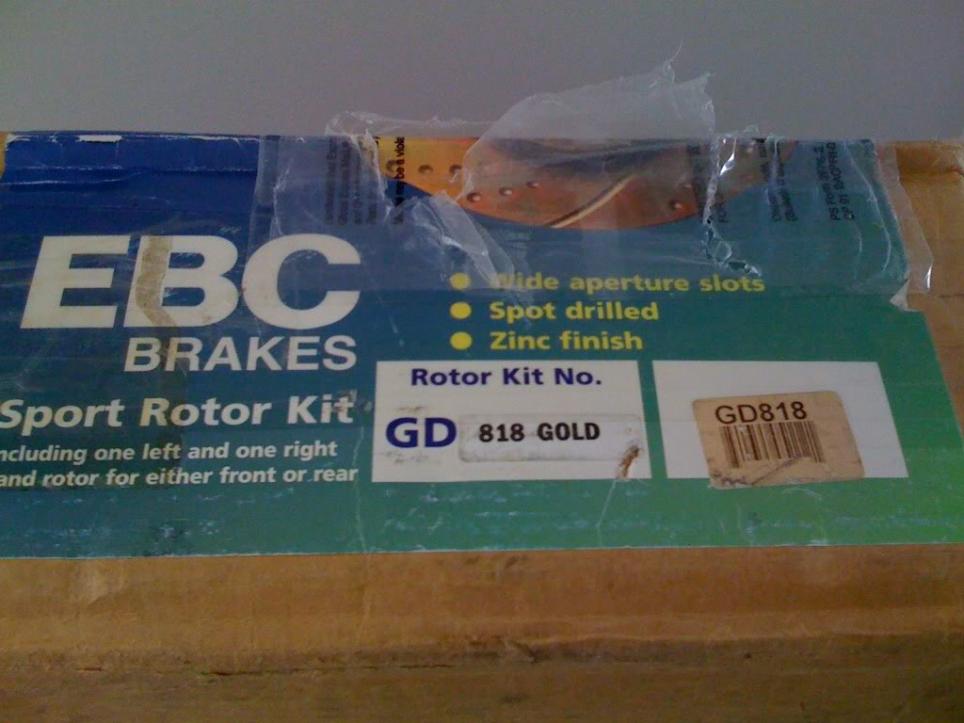 EBC
BRAKES
Sport Rotor Kit
ncluding one left and one right
and rotor for either front or rear
Wide aperture slots
Spot drilled
Zinc finish
Rotor Kit No.
GD 818 GOLD
GD818